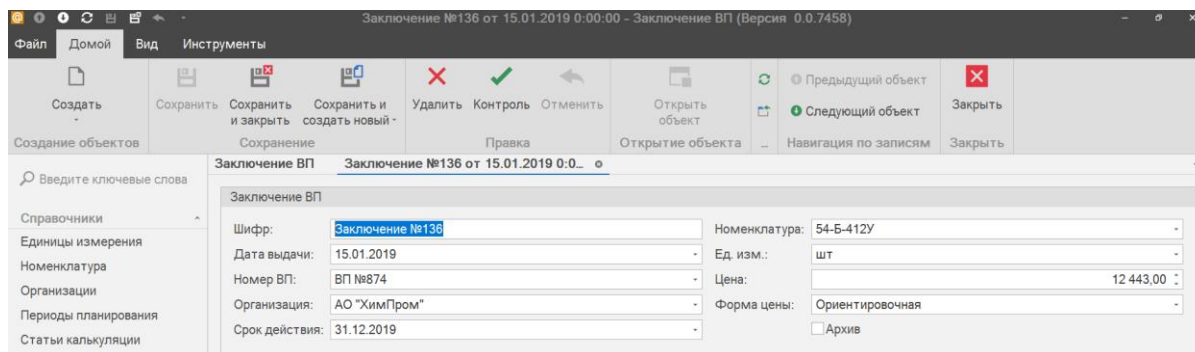 Заключение №136 от 15.01.2019 0:00:00 - Заключение ВП (Версия 0.0.7458)
Файл Домой Вид Инструменты
Создать Сохранить Сохранить и закрыть Сохранить и создать новый Удалить Контроль Отменить Открыть объект Предыдущий объект Следующий объект Закрыть
Создание объектов Сохранение Правка Открытие объекта ... Навигация по записям Закрыть
Заключение ВП Заключение №136 от 15.01.2019 0:0...
Введите ключевые слова
Справочники
Единицы измерения
Номенклатура
Организации
Периоды планирования
Статьи калькуляции
Заключение ВП
Шифр: Заключение №136 Номенклатура: 54-Б-412У
Дата выдачи: 15.01.2019 Ед. изм.: шт
Номер ВП: ВП №874 Цена: 12 443,00
Организация: АО "ХимПром" Форма цены: Ориентировочная
Срок действия: 31.12.2019 Архив